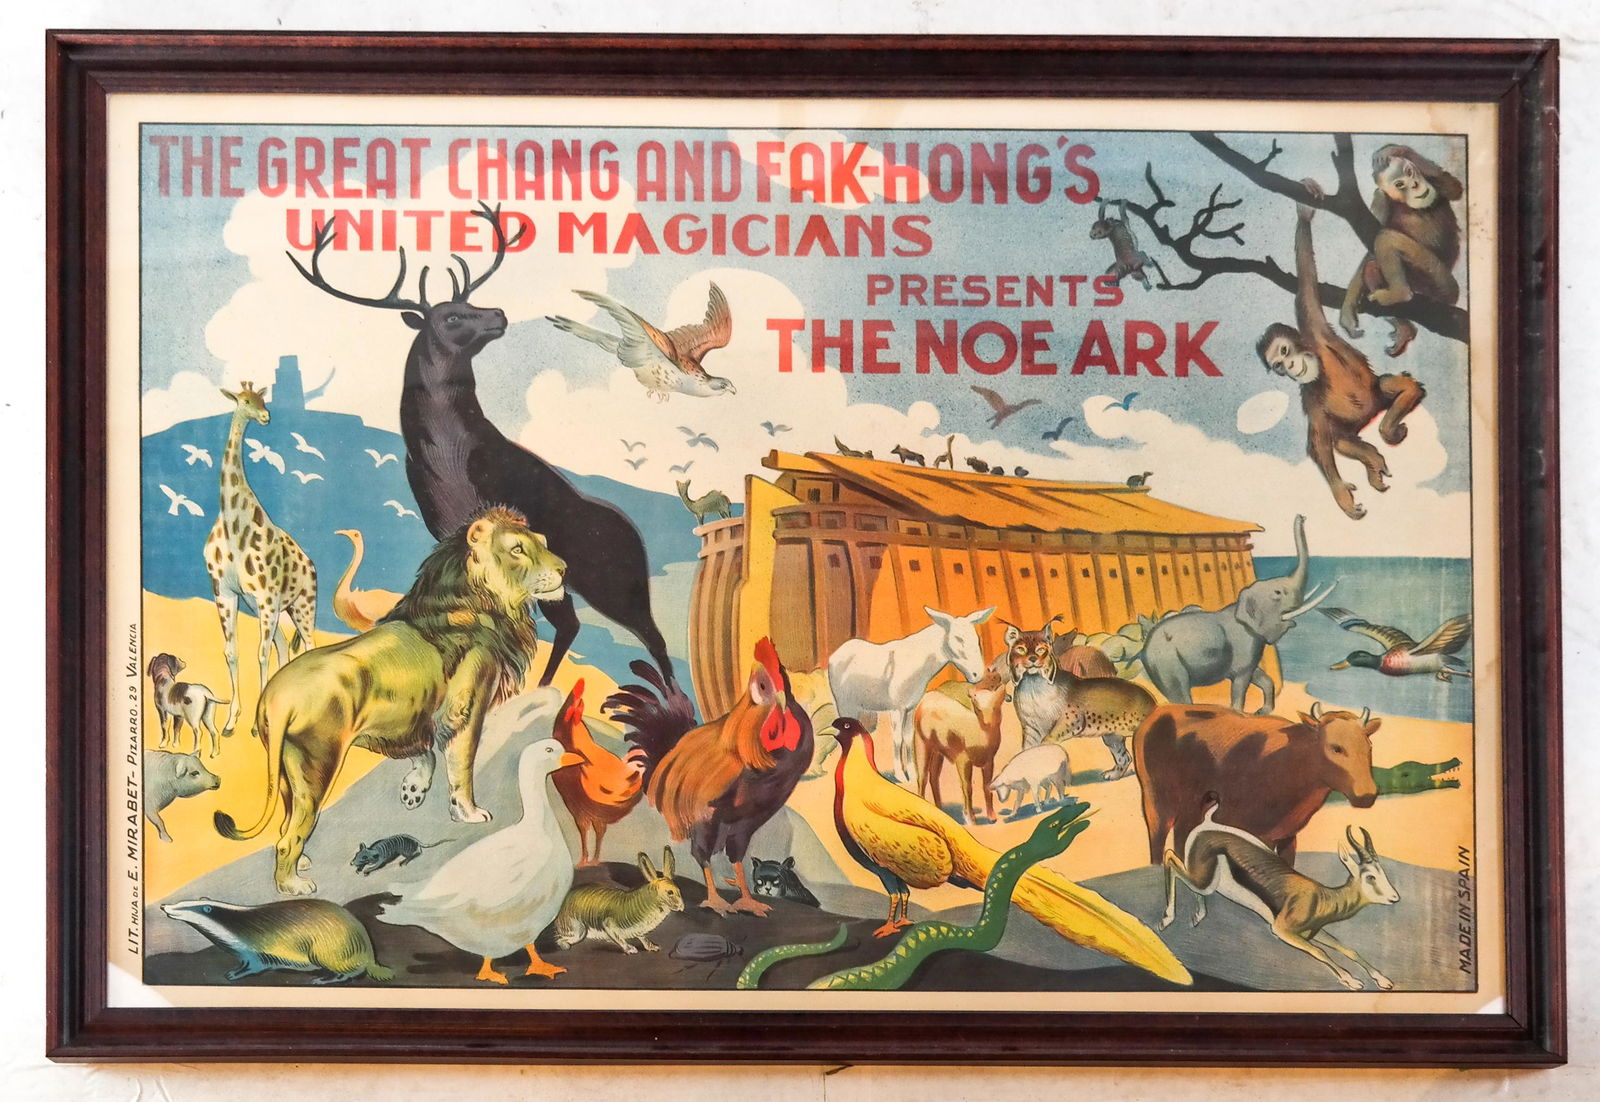 THE GREAT CHANG AND FAK-HONG'S
UNITED MAGICIANS
PRESENTS
THE NOE ARK
LIT. HIJA DE E. MIRABET - PIZARRO, 29 VALENCIA
MADE IN SPAIN